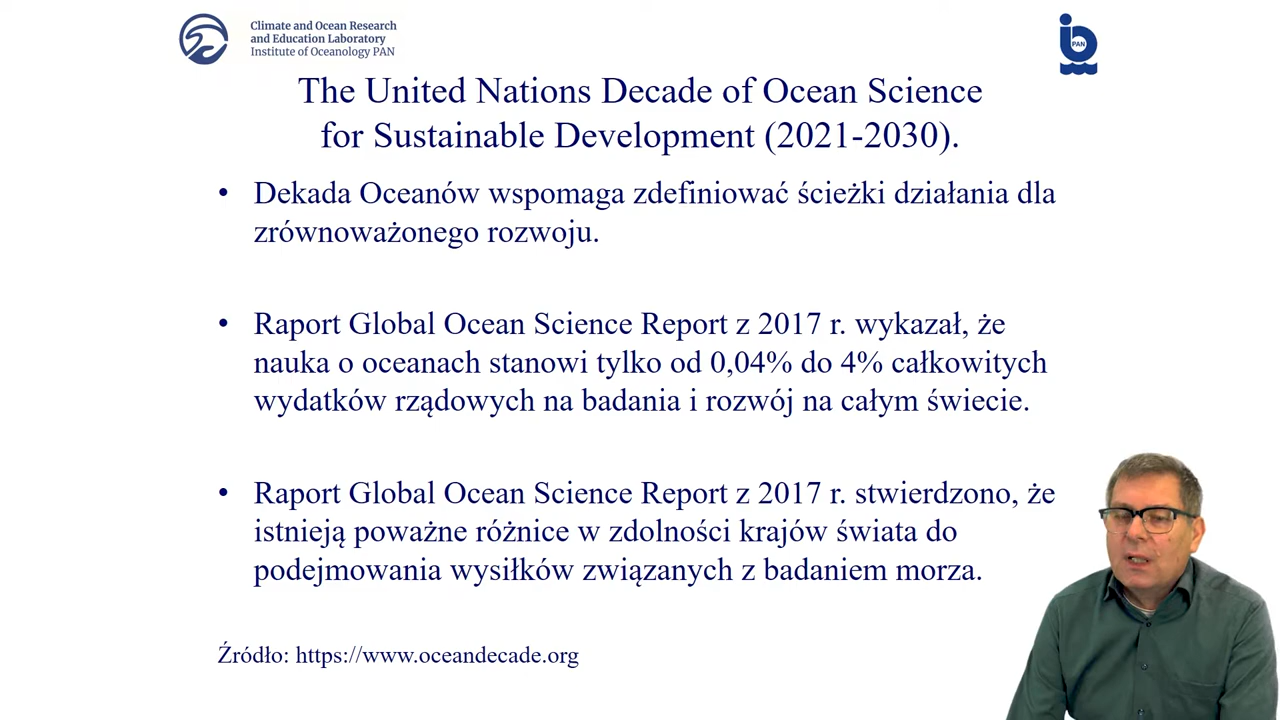 Climate and Ocean Research
and Education Laboratory
Institute of Oceanology PAN
PAN
The United Nations Decade of Ocean Science
for Sustainable Development (2021-2030).
• Dekada Oceanów wspomaga zdefiniować ścieżki działania dla
zrównoważonego rozwoju.
• Raport Global Ocean Science Report z 2017 r. wykazał, że
nauka o oceanach stanowi tylko od 0,04% do 4% całkowitych
wydatków rządowych na badania i rozwój na całym świecie.
• Raport Global Ocean Science Report z 2017 r. stwierdzono, że
istnieją poważne różnice w zdolności krajów świata do
podejmowania wysiłków związanych z badaniem morza.
Źródło: https://www.oceandecade.org